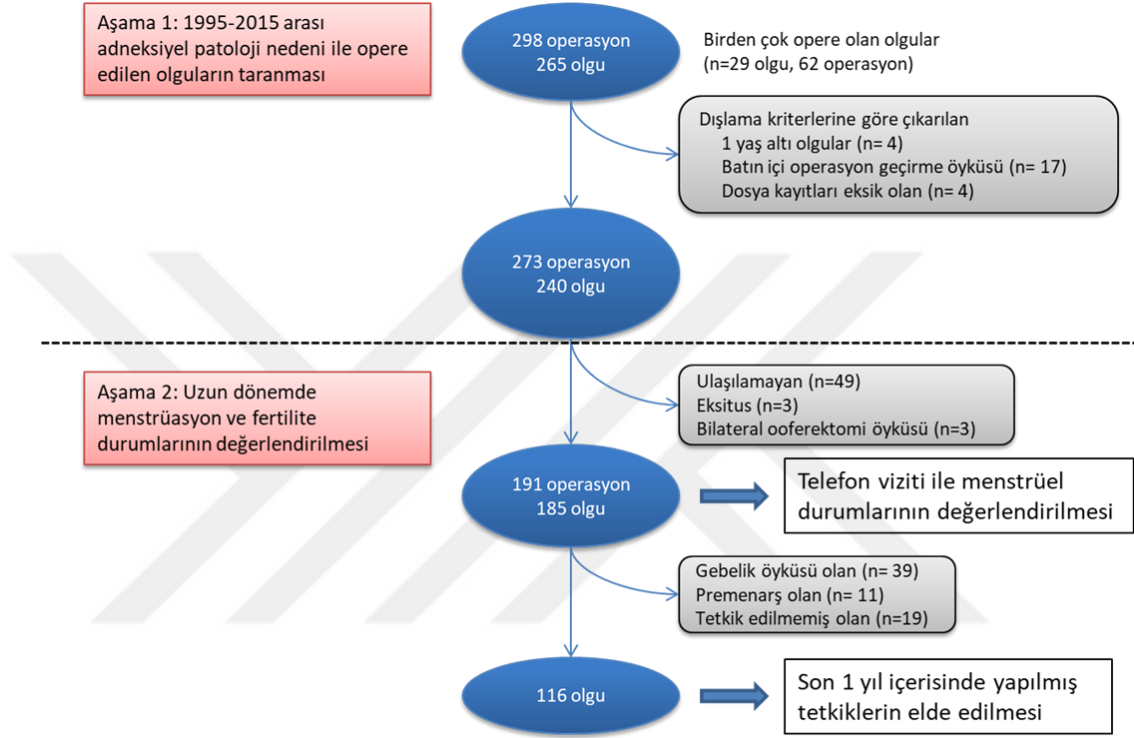 Aşama 1: 1995-2015 arası
adneksiyel patoloji nedeni ile opere
edilen olguların taranması
298 operasyon
265 olgu
Birden çok opere olan olgular
(n=29 olgu, 62 operasyon)
Dışlama kriterlerine göre çıkarılan
1 yaş altı olgular (n= 4)
Batın içi operasyon geçirme öyküsü (n= 17)
Dosya kayıtları eksik olan (n= 4)
273 operasyon
240 olgu
Aşama 2: Uzun dönemde
menstrüasyon ve fertilite
durumlarının değerlendirilmesi
Ulaşılamayan (n=49)
Eksitus (n=3)
Bilateral ooferektomi öyküsü (n=3)
191 operasyon
185 olgu
Telefon viziti ile menstrüel
durumlarının değerlendirilmesi
Gebelik öyküsü olan (n= 39)
Premenarş olan (n= 11)
Tetkik edilmemiş olan (n=19)
116 olgu
Son 1 yıl içerisinde yapılmış
tetkiklerin elde edilmesi